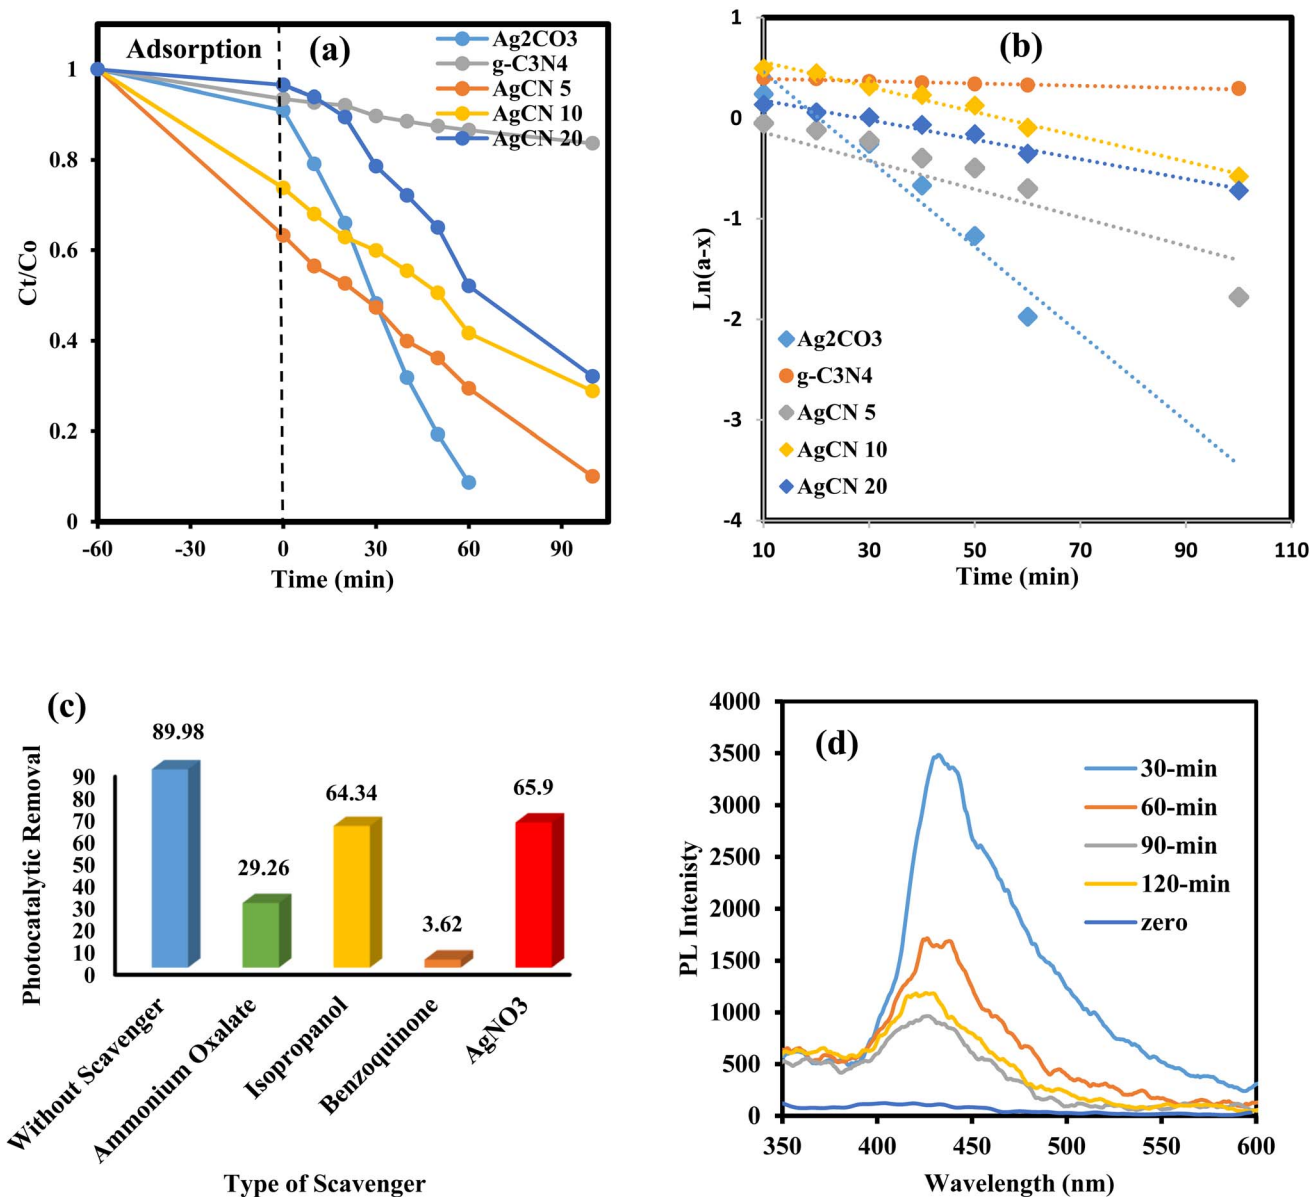 Adsorption
(a)
Ag2CO3
g-C3N4
AgCN 5
AgCN 10
AgCN 20
1
0.8
0.6
0.4
0.2
0
Ct/Co
-60
-30
0
30
60
90
Time (min)
(b)
1
0
-1
-2
-3
-4
Ln(a-x)
Ag2CO3
g-C3N4
AgCN 5
AgCN 10
AgCN 20
10
30
50
70
90
110
Time (min)
(c)
89.98
29.26
64.34
3.62
65.9
90
80
70
60
50
40
30
20
10
0
Photocatalytic Removal
Without Scavenger
Ammonium Oxalate
Isopropanol
Benzoquinone
AgNO3
Type of Scavenger
(d)
4000
3500
3000
2500
2000
1500
1000
500
0
PL Intenisty
30-min
60-min
90-min
120-min
zero
350
400
450
500
550
600
Wavelength (nm)